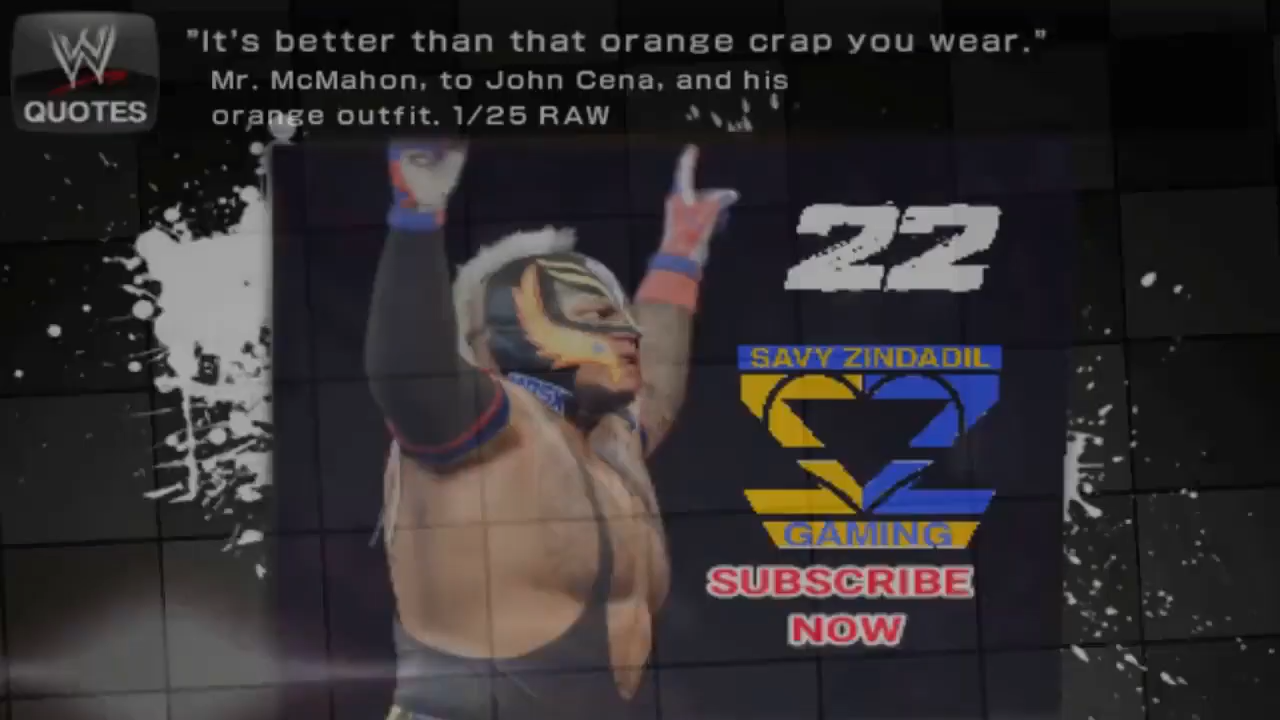 W
QUOTES
"It's better than that orange crap you wear."
Mr. McMahon, to John Cena, and his
orange outfit. 1/25 RAW
22
SAVY ZINDADIL
GAMING
SUBSCRIBE
NOW